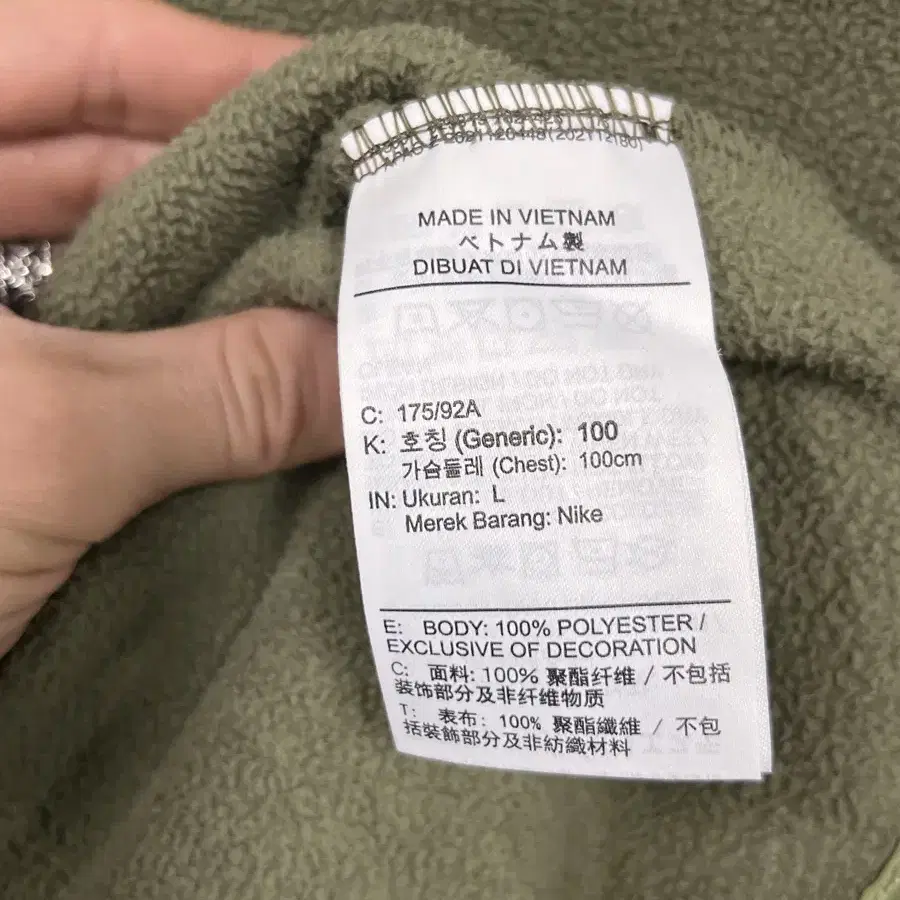 MADE IN VIETNAM
ベトナム製
DIBUAT DI VIETNAM
C: 175/92A
K: 호칭 (Generic): 100
가슴둘레 (Chest): 100cm
IN: Ukuran: L
Merek Barang: Nike
E: BODY: 100% POLYESTER /
EXCLUSIVE OF DECORATION
C: 面料: 100% 聚酯纤维 / 不包括
装饰部分及非纤维物质
T: 表布: 100% 聚酯纖維 / 不包
括裝飾部分及非紡織材料